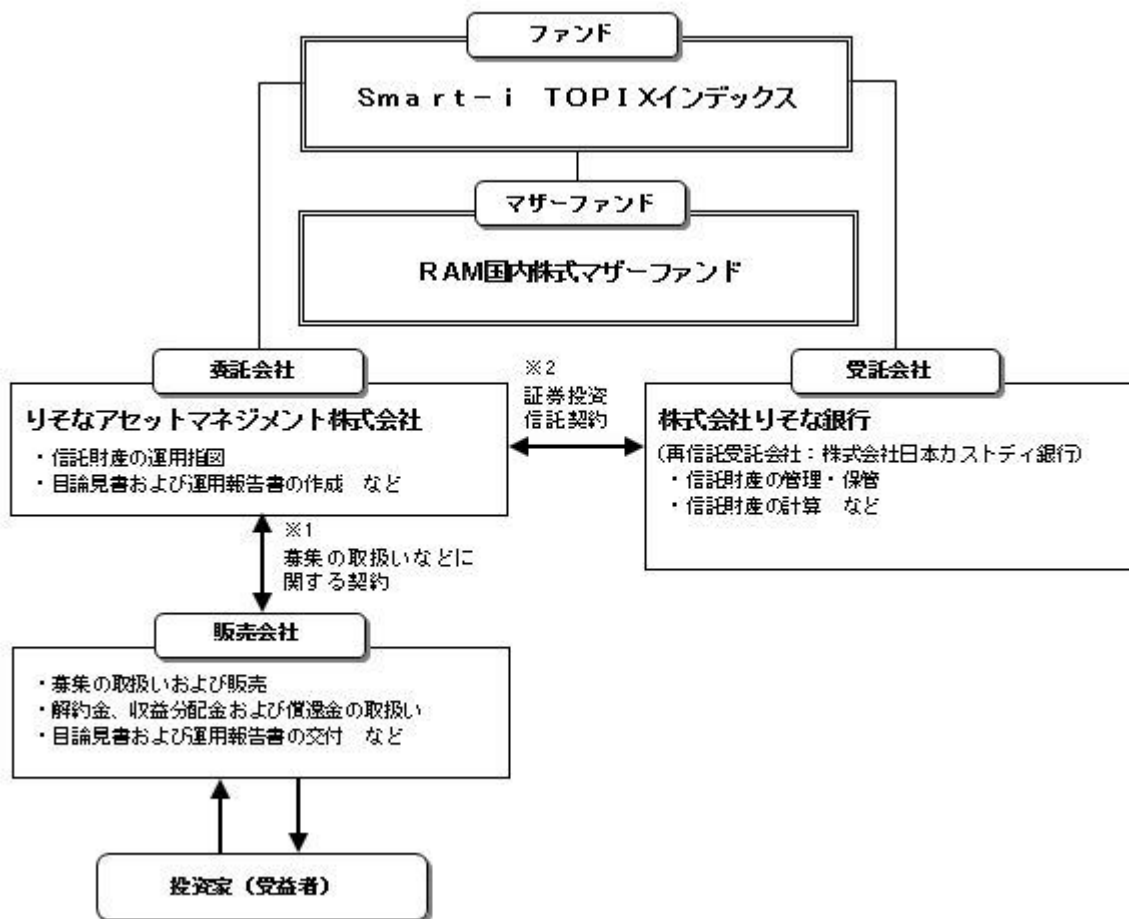 ファンド
Smart-i TOPIXインデックス
マザーファンド
RAM国内株式マザーファンド
委託会社
りそなアセットマネジメント株式会社
・信託財産の運用指図
・目論見書および運用報告書の作成 など
※2
証券投資
信託契約
受託会社
株式会社りそな銀行
(再信託受託会社:株式会社日本カストディ銀行)
・信託財産の管理・保管
・信託財産の計算 など
※1
募集の取扱いなどに
関する契約
販売会社
・募集の取扱いおよび販売
・解約金、収益分配金および償還金の取扱い
・目論見書および運用報告書の交付 など
投資家(受益者)